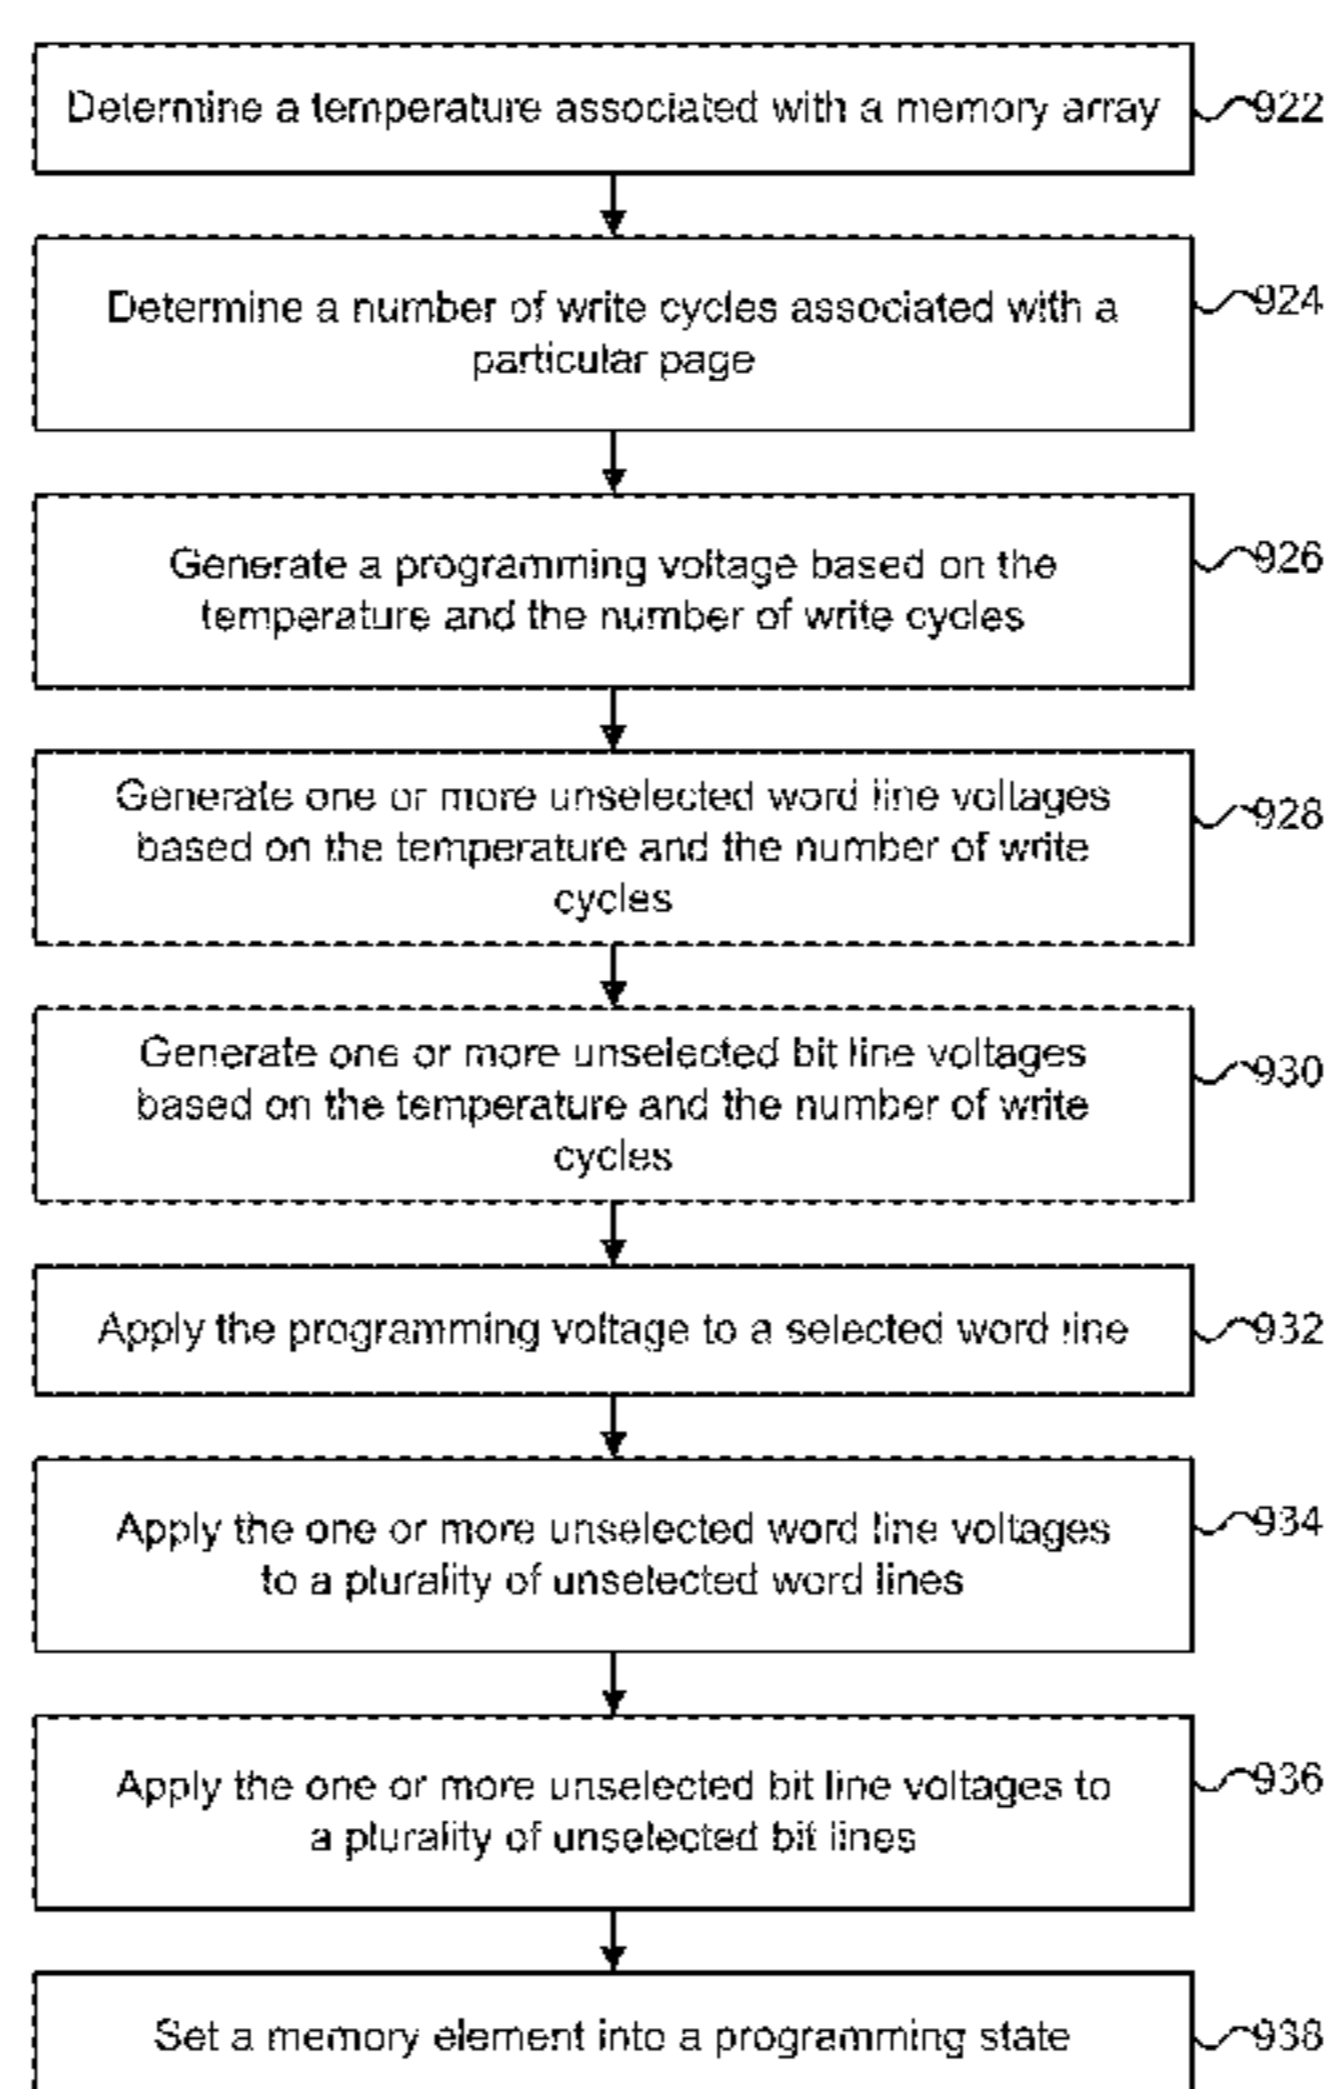 Determine a temperature associated with a memory array
922
Determine a number of write cycles associated with a
particular page
924
Generate a programming voltage based on the
temperature and the number of write cycles
926
Generate one or more unselected word line voltages
based on the temperature and the number of write
cycles
928
Generate one or more unselected bit line voltages
based on the temperature and the number of write
cycles
930
Apply the programming voltage to a selected word line
932
Apply the one or more unselected word line voltages
to a plurality of unselected word lines
934
Apply the one or more unselected bit line voltages to
a plurality of unselected bit lines
936
Set a memory element into a programming state
938